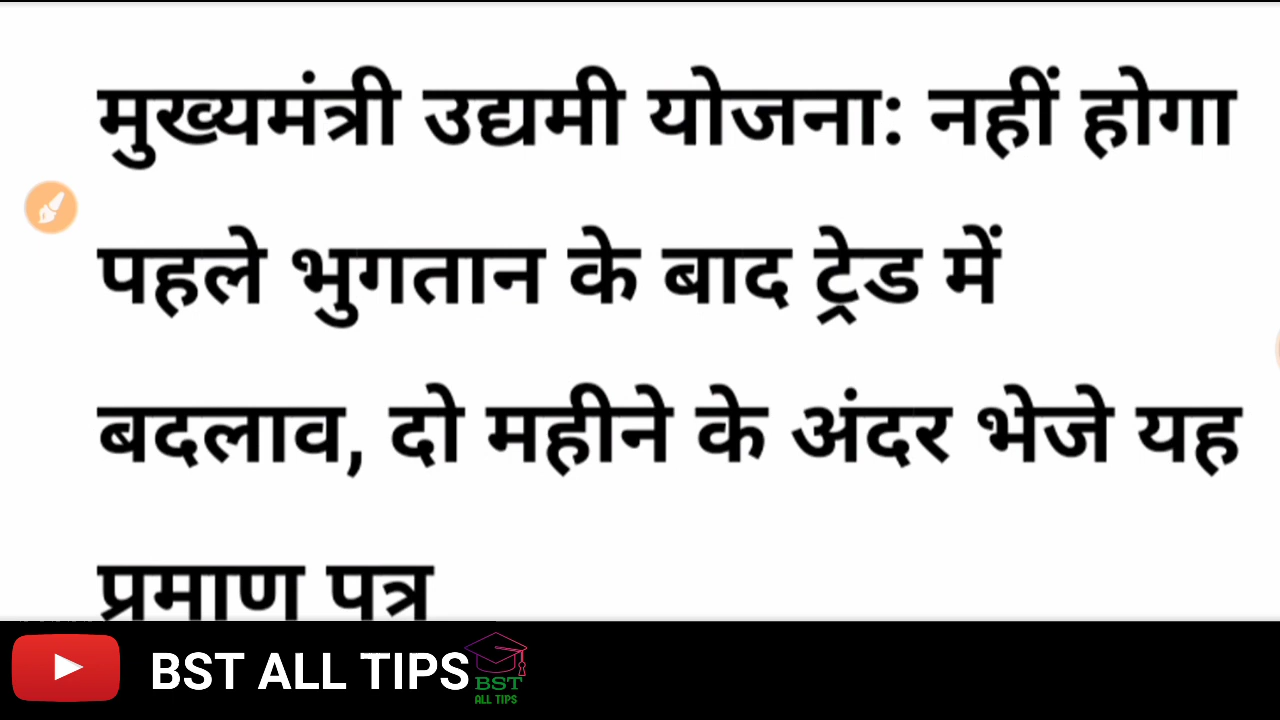 मुख्यमंत्री उद्यमी योजना: नहीं होगा
पहले भुगतान के बाद ट्रेड में
बदलाव, दो महीने के अंदर भेजे यह
प्रमाण पत्र
BST ALL TIPS
BST
ALL TIPS